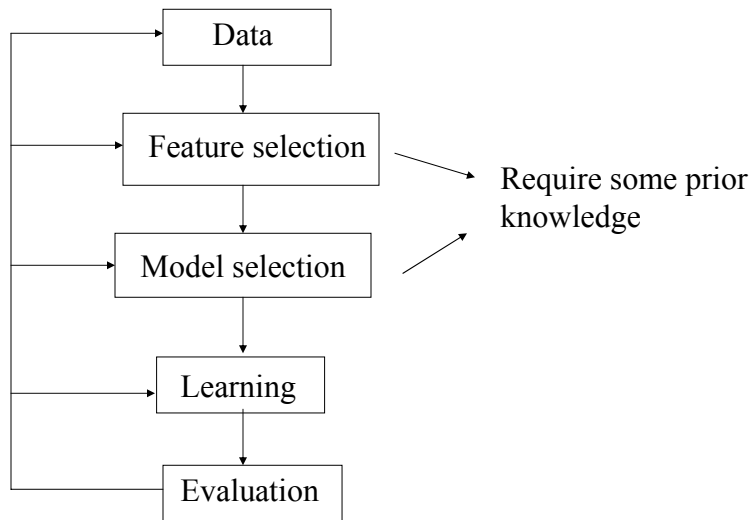 Data
Feature selection
Require some prior
knowledge
Model selection
Learning
Evaluation